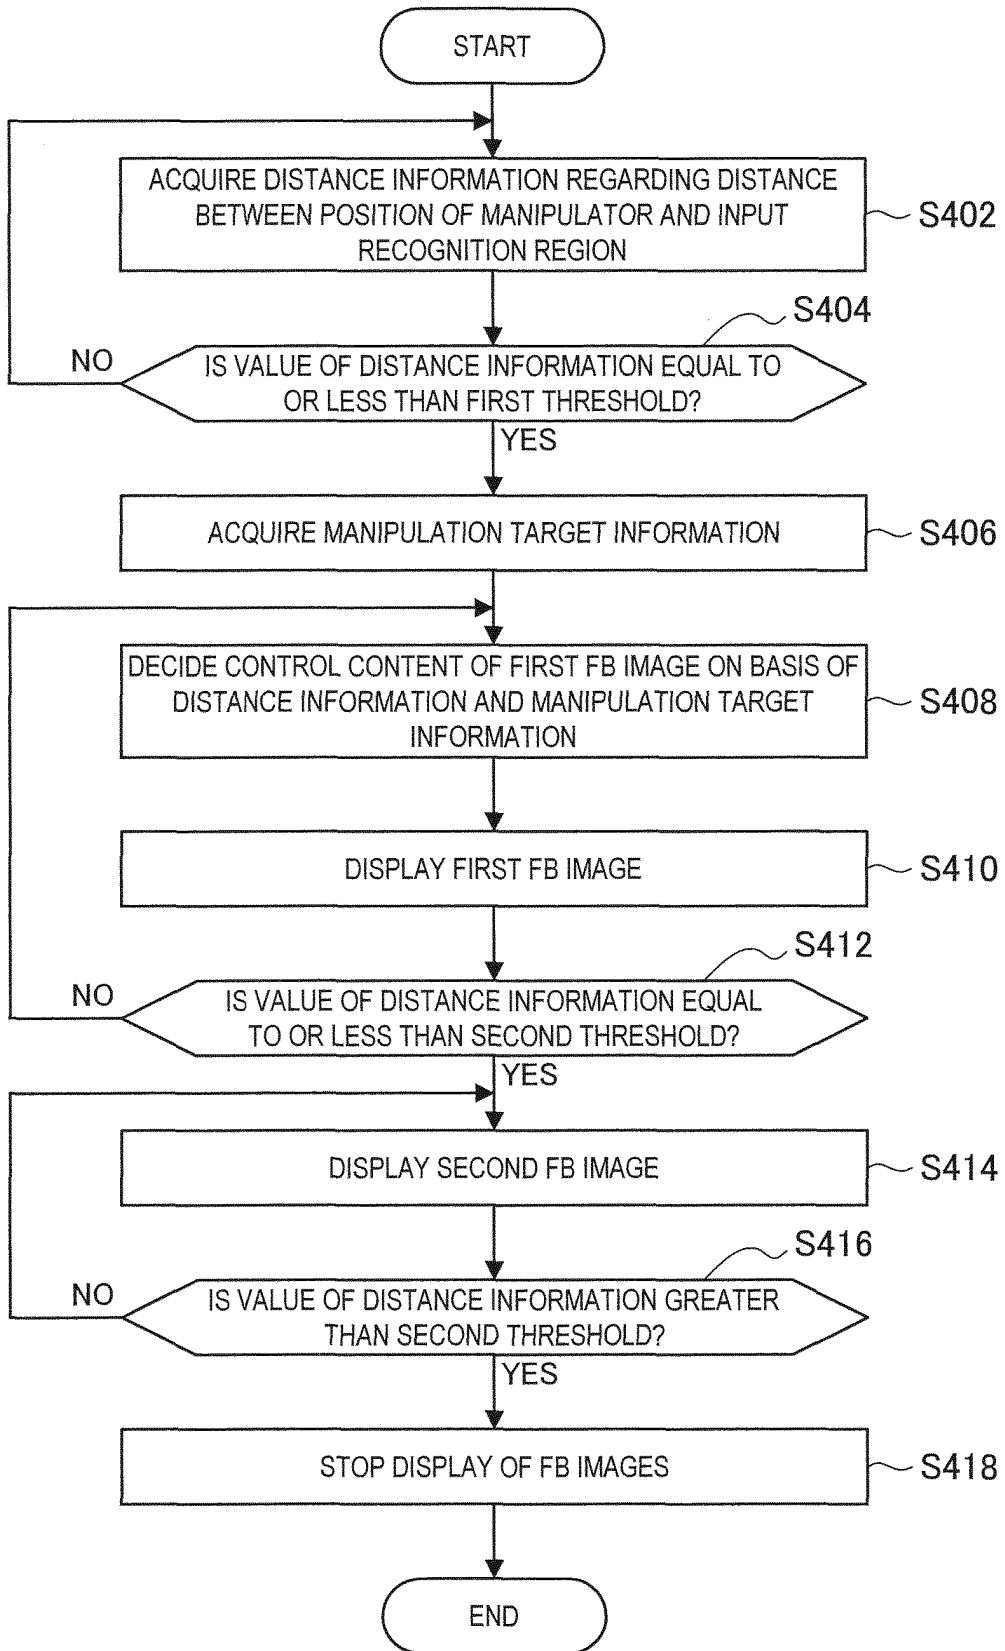 START
ACQUIRE DISTANCE INFORMATION REGARDING DISTANCE
BETWEEN POSITION OF MANIPULATOR AND INPUT
RECOGNITION REGION
S402
S404
NO
IS VALUE OF DISTANCE INFORMATION EQUAL TO
OR LESS THAN FIRST THRESHOLD?
YES
ACQUIRE MANIPULATION TARGET INFORMATION
S406
DECIDE CONTROL CONTENT OF FIRST FB IMAGE ON BASIS OF
DISTANCE INFORMATION AND MANIPULATION TARGET
INFORMATION
S408
DISPLAY FIRST FB IMAGE
S410
S412
NO
IS VALUE OF DISTANCE INFORMATION EQUAL
TO OR LESS THAN SECOND THRESHOLD?
YES
DISPLAY SECOND FB IMAGE
S414
S416
NO
IS VALUE OF DISTANCE INFORMATION GREATER
THAN SECOND THRESHOLD?
YES
STOP DISPLAY OF FB IMAGES
S418
END